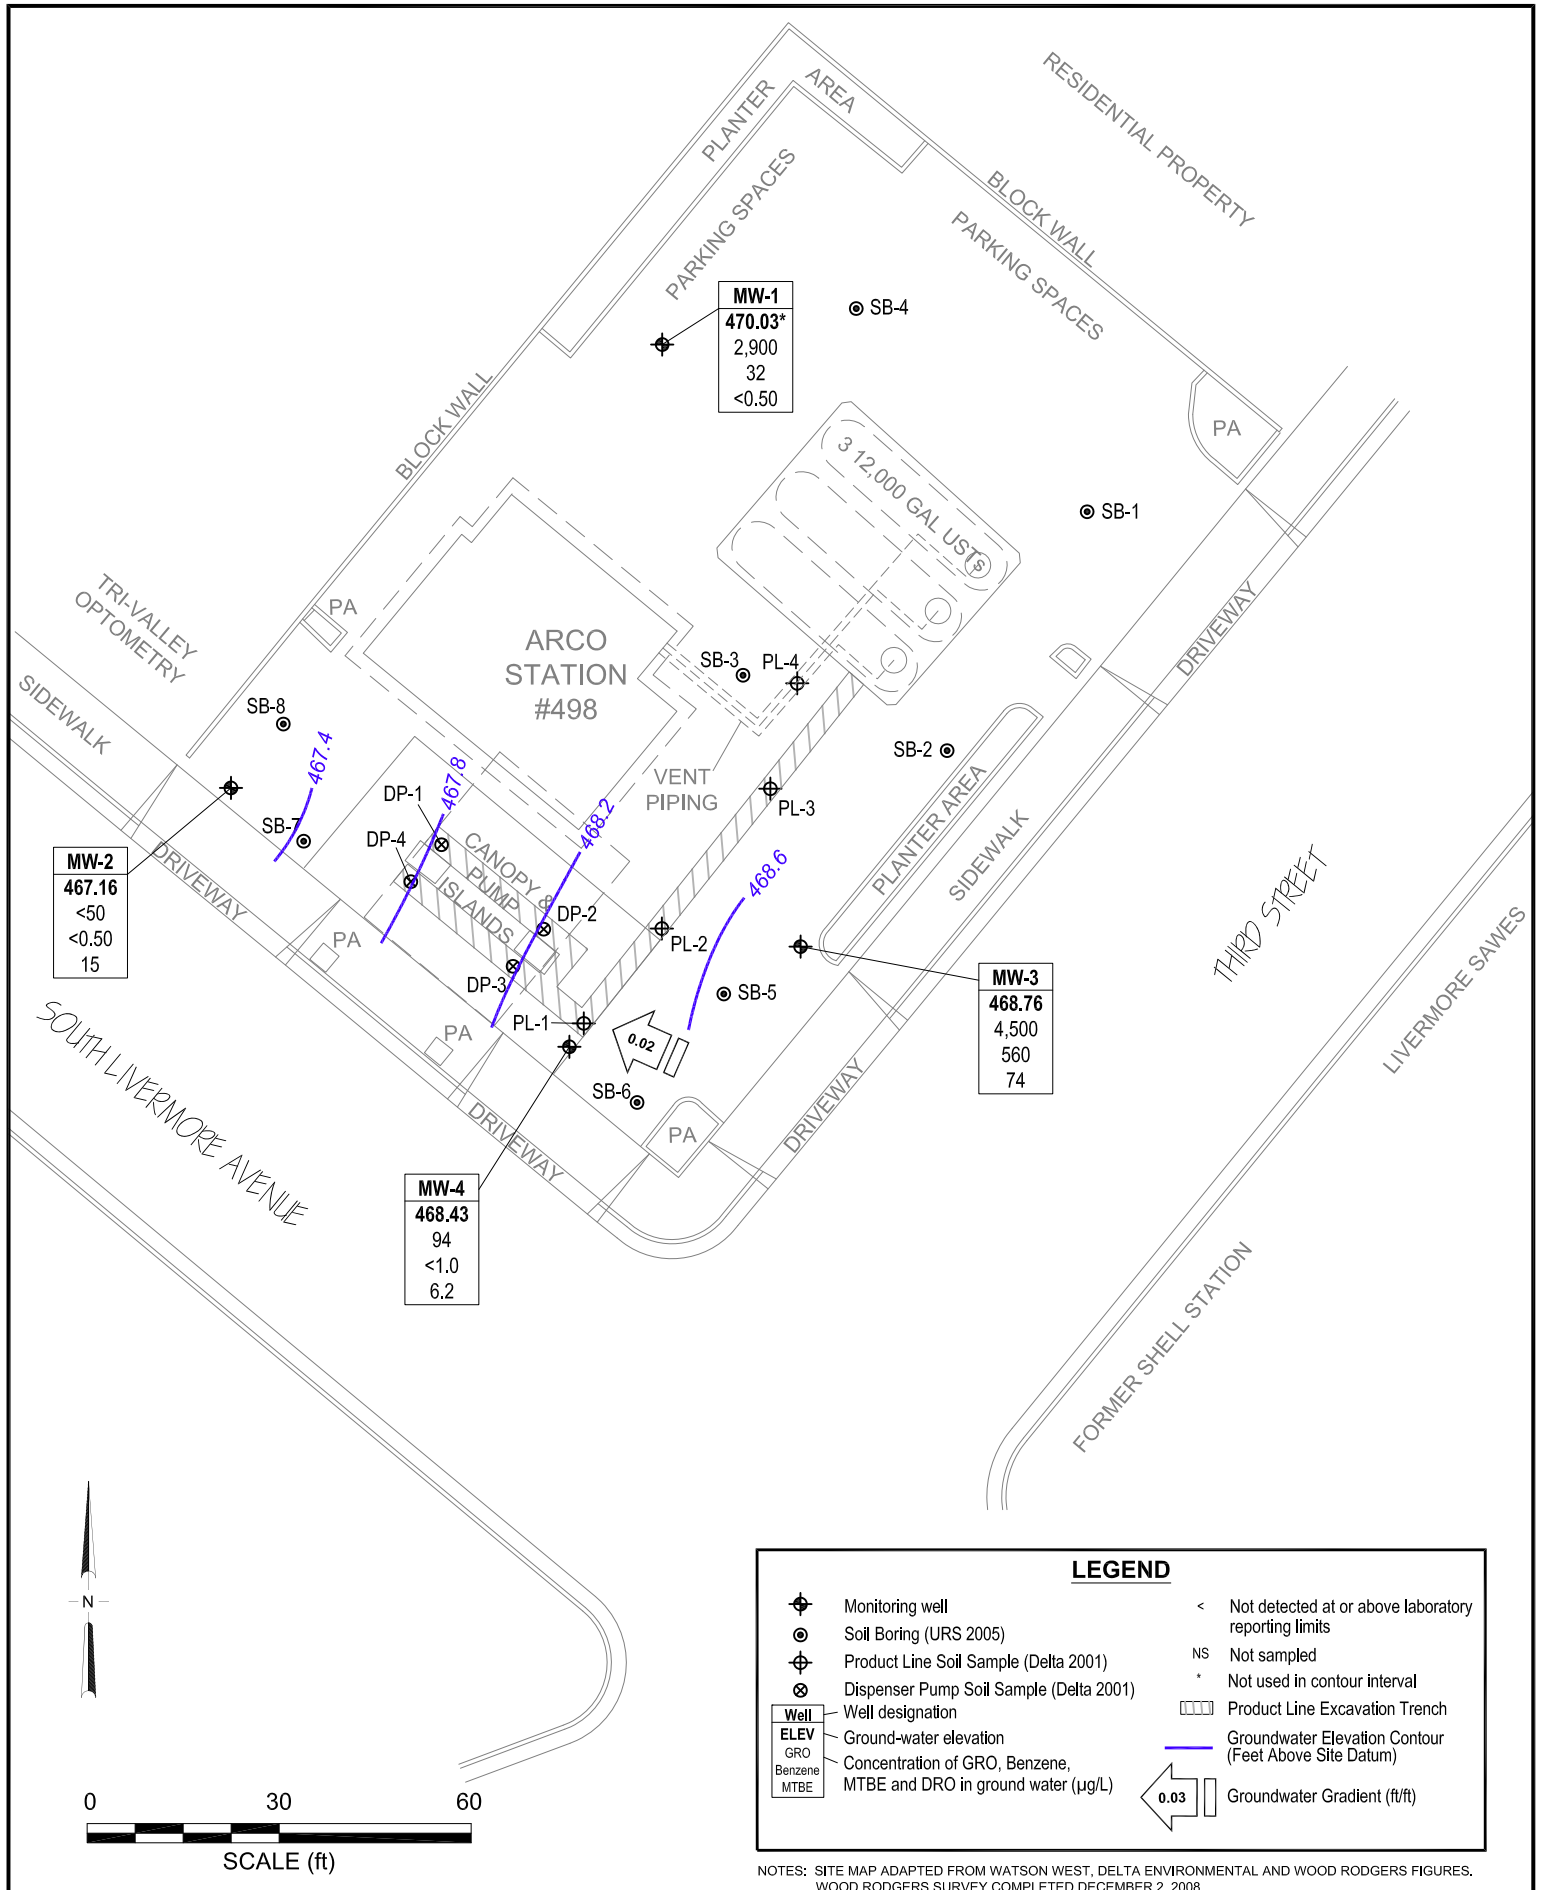 RESIDENTIAL PROPERTY
PLANTER
AREA
BLOCK WALL
PARKING SPACES
PARKING SPACES
MW-1
470.03*
2,900
32
<0.50
SB-4
BLOCK WALL
PA
3 12,000 GAL USTs
SB-1
TRI-VALLEY
OPTOMETRY
PA
ARCO
STATION
#498
DRIVEWAY
SIDEWALK
SB-3
PL-4
SB-8
467.4
467.8
SB-2
VENT
PIPING
DP-1
PL-3
468.2
SB-7
DP-4
CANOPY &
PUMP
ISLANDS
PLANTER AREA
SIDEWALK
468.6
MW-2
467.16
<50
<0.50
15
DRIVEWAY
DP-2
PL-2
THIRD STREET
LIVERMORE SAWES
PA
DP-3
SB-5
MW-3
468.76
4,500
560
74
PL-1
PA
0.02
SOUTH LIVERMORE AVENUE
SB-6
DRIVEWAY
PA
DRIVEWAY
MW-4
468.43
94
<1.0
6.2
FORMER SHELL STATION
N
LEGEND
Monitoring well
Soil Boring (URS 2005)
Product Line Soil Sample (Delta 2001)
Dispenser Pump Soil Sample (Delta 2001)
Well
ELEV
GRO
Benzene
MTBE
Well designation
Ground-water elevation
Concentration of GRO, Benzene,
MTBE and DRO in ground water (µg/L)
< Not detected at or above laboratory
reporting limits
NS Not sampled
* Not used in contour interval
Product Line Excavation Trench
Groundwater Elevation Contour
(Feet Above Site Datum)
0.03
Groundwater Gradient (ft/ft)
0 30 60
SCALE (ft)
NOTES: SITE MAP ADAPTED FROM WATSON WEST, DELTA ENVIRONMENTAL AND WOOD RODGERS FIGURES.
WOOD RODGERS SURVEY COMPLETED DECEMBER 2, 2008